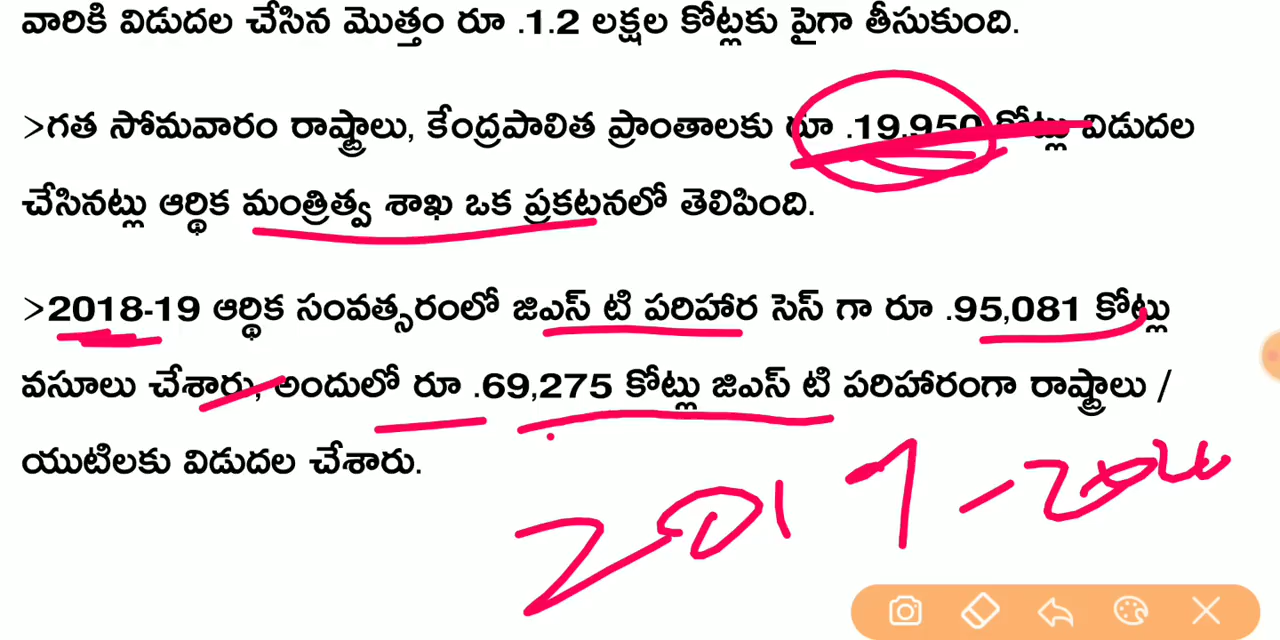 వారికి విడుదల చేసిన మొత్తం రూ .1.2 లక్షల కోట్లకు పైగా తీసుకుంది.
>గత సోమవారం రాష్ట్రాలు, కేంద్రపాలిత ప్రాంతాలకు రూ .19,950 కోట్లు విడుదల
చేసినట్లు ఆర్థిక మంత్రిత్వ శాఖ ఒక ప్రకటనలో తెలిపింది.
>2018-19 ఆర్థిక సంవత్సరంలో జిఎస్ టి పరిహార సెస్ గా రూ .95,081 కోట్లు
వసూలు చేశారు, అందులో రూ .69,275 కోట్లు జిఎస్ టి పరిహారంగా రాష్ట్రాలు /
యుటిలకు విడుదల చేశారు.